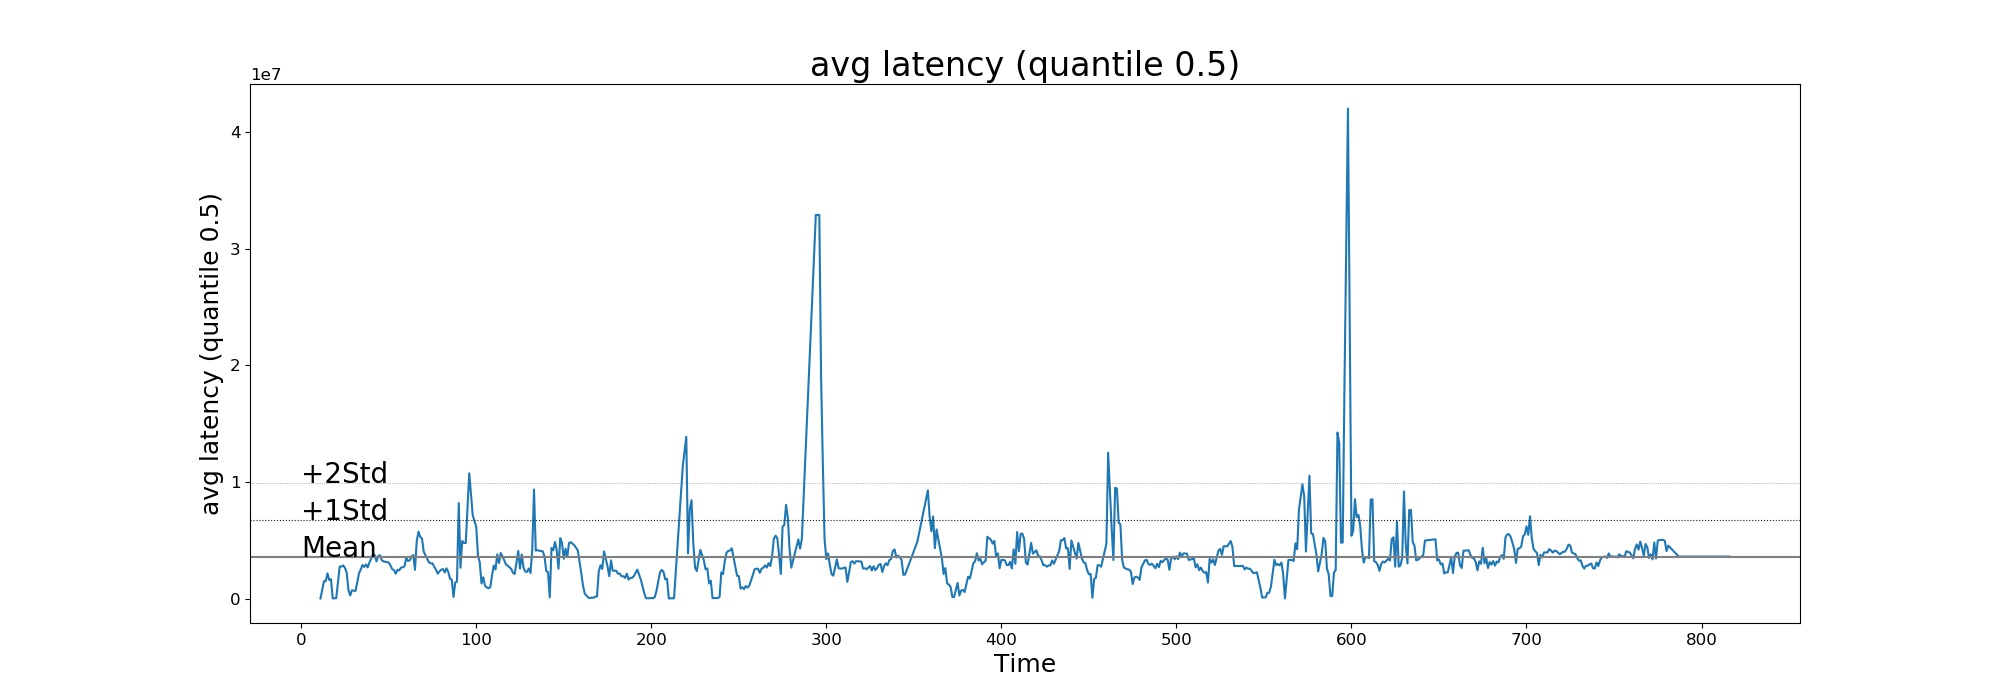 avg latency (quantile 0.5)
1e7
4
3
2
1
0
avg latency (quantile 0.5)
+2Std
+1Std
Mean
0 100 200 300 400 500 600 700 800
Time